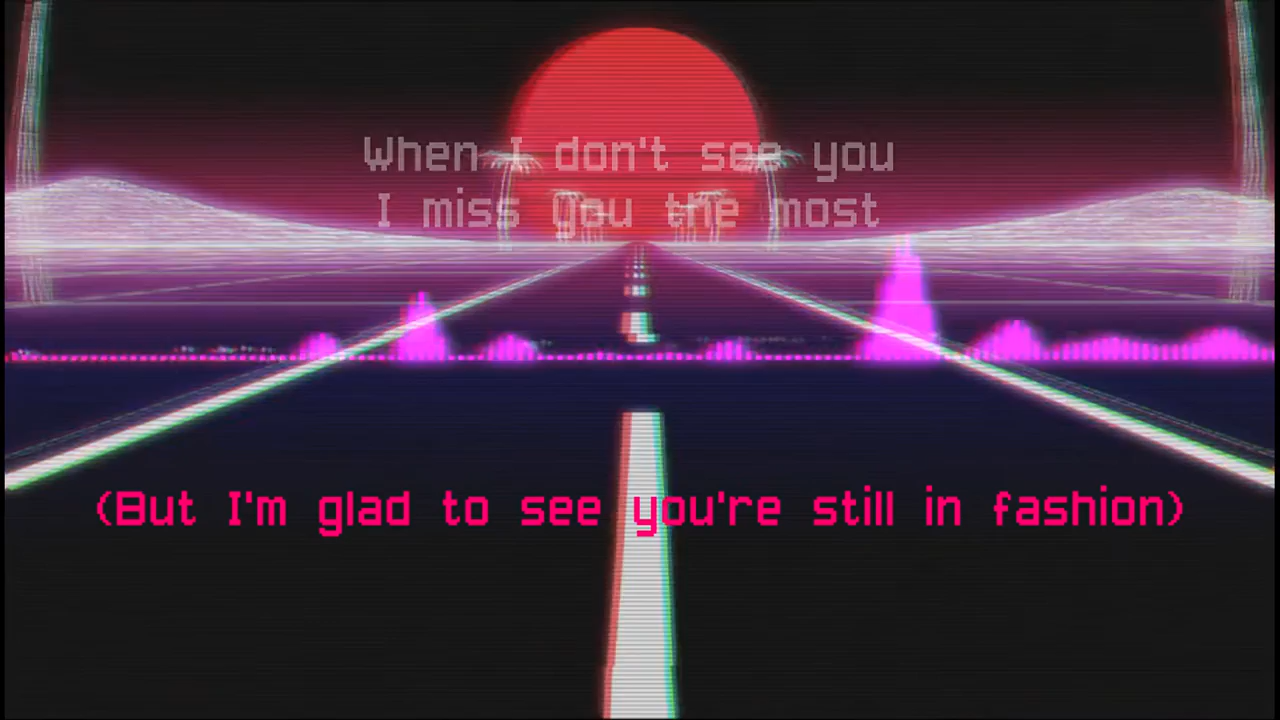 When I don't see you
I miss you the most
(But I'm glad to see you're still in fashion)